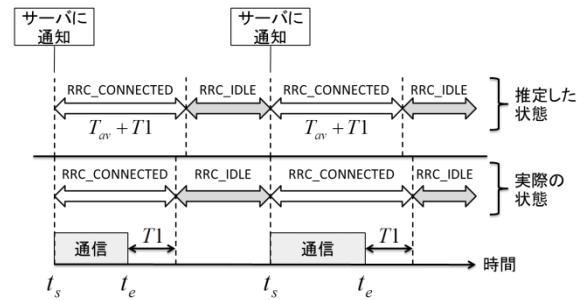 サーバに
通知
サーバに
通知
RRC_CONNECTED
RRC_IDLE
RRC_CONNECTED
RRC_IDLE
推定した
状態
T_av + T1
T_av + T1
RRC_CONNECTED
RRC_IDLE
RRC_CONNECTED
RRC_IDLE
実際の
状態
通信
T1
通信
T1
時間
t_s
t_e
t_s
t_e